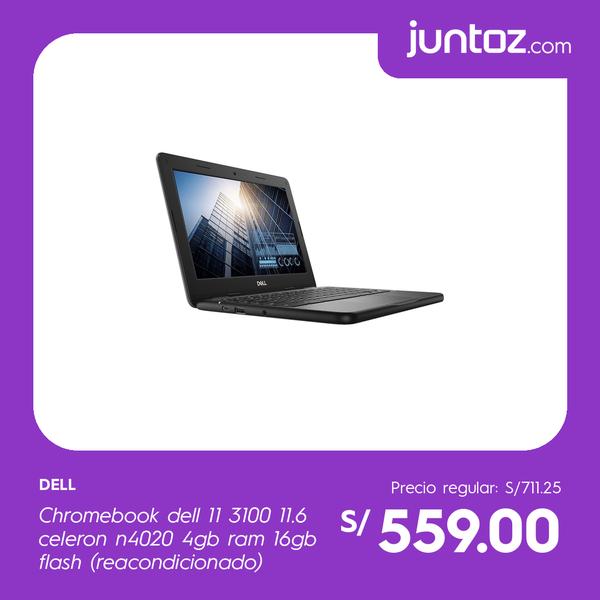 juntoz.com
DELL
DELL
Chromebook dell 11 3100 11.6
celeron n4020 4gb ram 16gb
flash (reacondicionado)
Precio regular: S/711.25
S/ 559.00